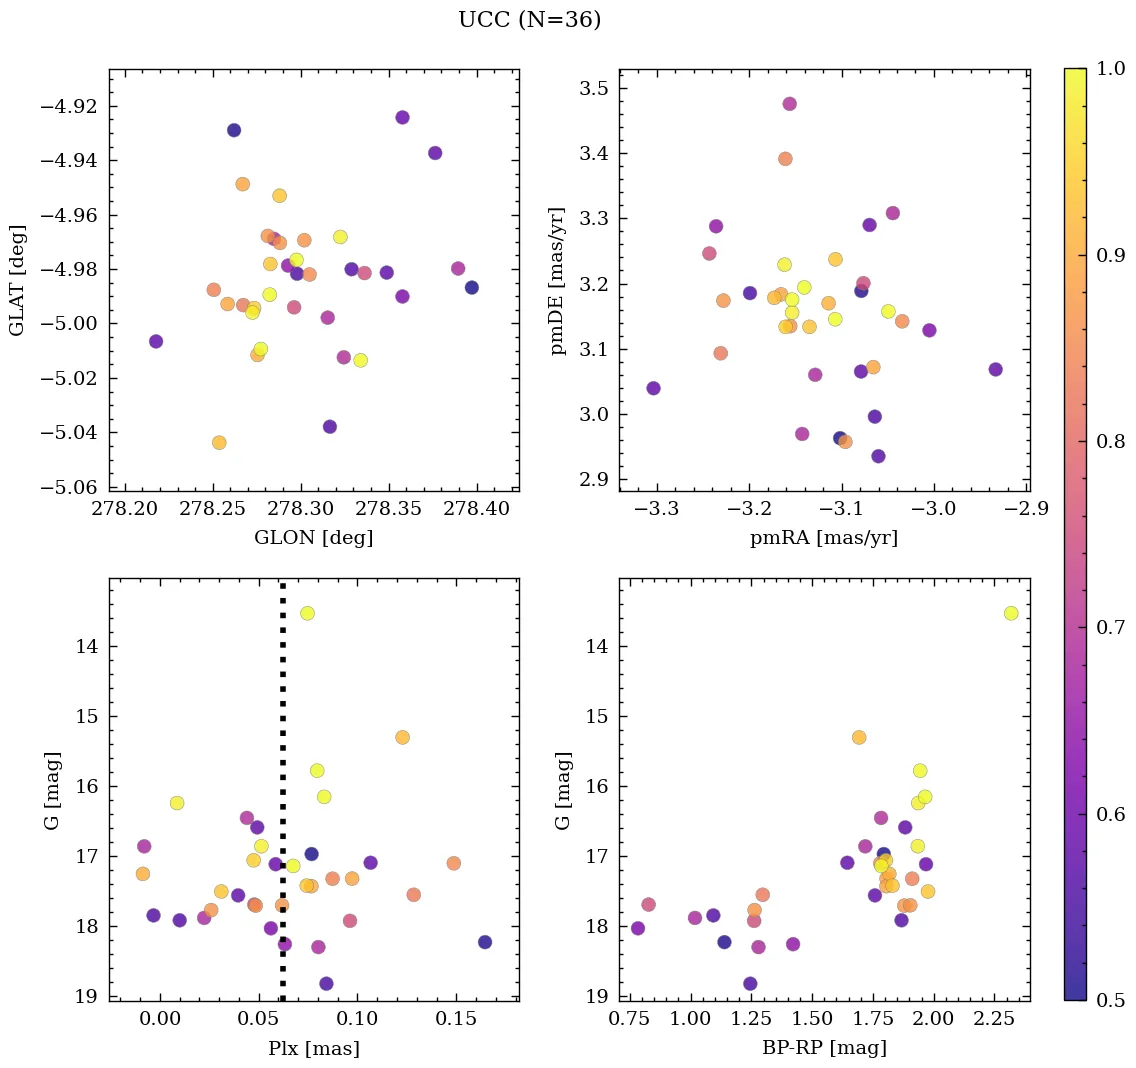 UCC (N=36)
−4.92
−4.94
−4.96
−4.98
−5.00
−5.02
−5.04
−5.06
GLAT [deg]
278.20 278.25 278.30 278.35 278.40
GLON [deg]
3.5
3.4
3.3
3.2
3.1
3.0
2.9
pmDE [mas/yr]
−3.3 −3.2 −3.1 −3.0 −2.9
pmRA [mas/yr]
14
15
16
17
18
19
G [mag]
0.00 0.05 0.10 0.15
Plx [mas]
14
15
16
17
18
19
G [mag]
0.75 1.00 1.25 1.50 1.75 2.00 2.25
BP-RP [mag]
1.0
0.9
0.8
0.7
0.6
0.5